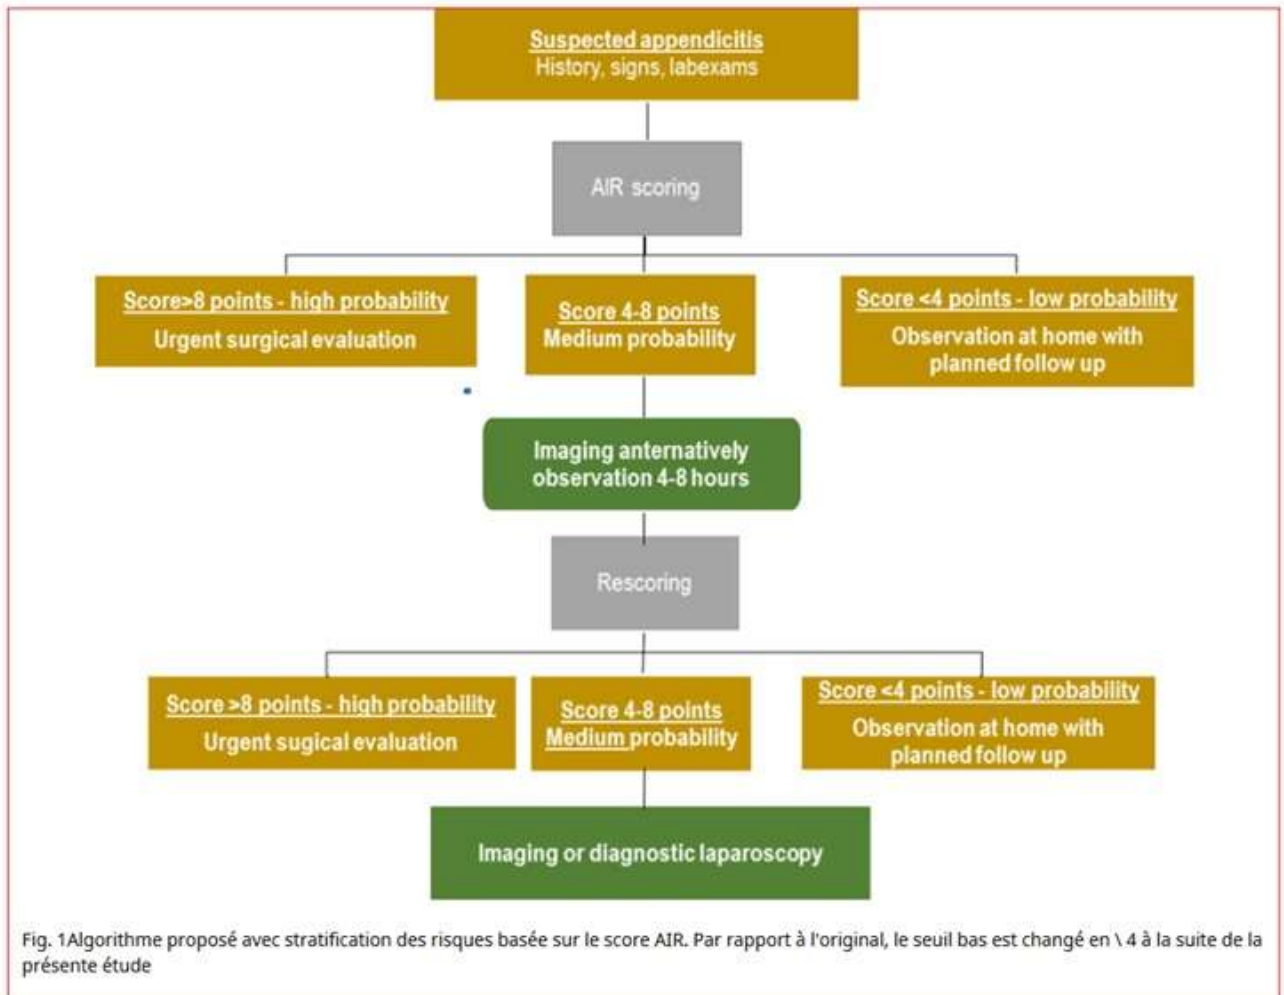 Suspected appendicitis
History, signs, labexams
AIR scoring
Score>8 points - high probability
Urgent surgical evaluation
Score 4-8 points
Medium probability
Score <4 points - low probability
Observation at home with
planned follow up
Imaging anternatively
observation 4-8 hours
Rescoring
Score >8 points - high probability
Urgent sugical evaluation
Score 4-8 points
Medium probability
Score <4 points - low probability
Observation at home with
planned follow up
Imaging or diagnostic laparoscopy
Fig. 1Algorithme proposé avec stratification des risques basée sur le score AIR. Par rapport à l'original, le seuil bas est changé en \ 4 à la suite de la
présente étude